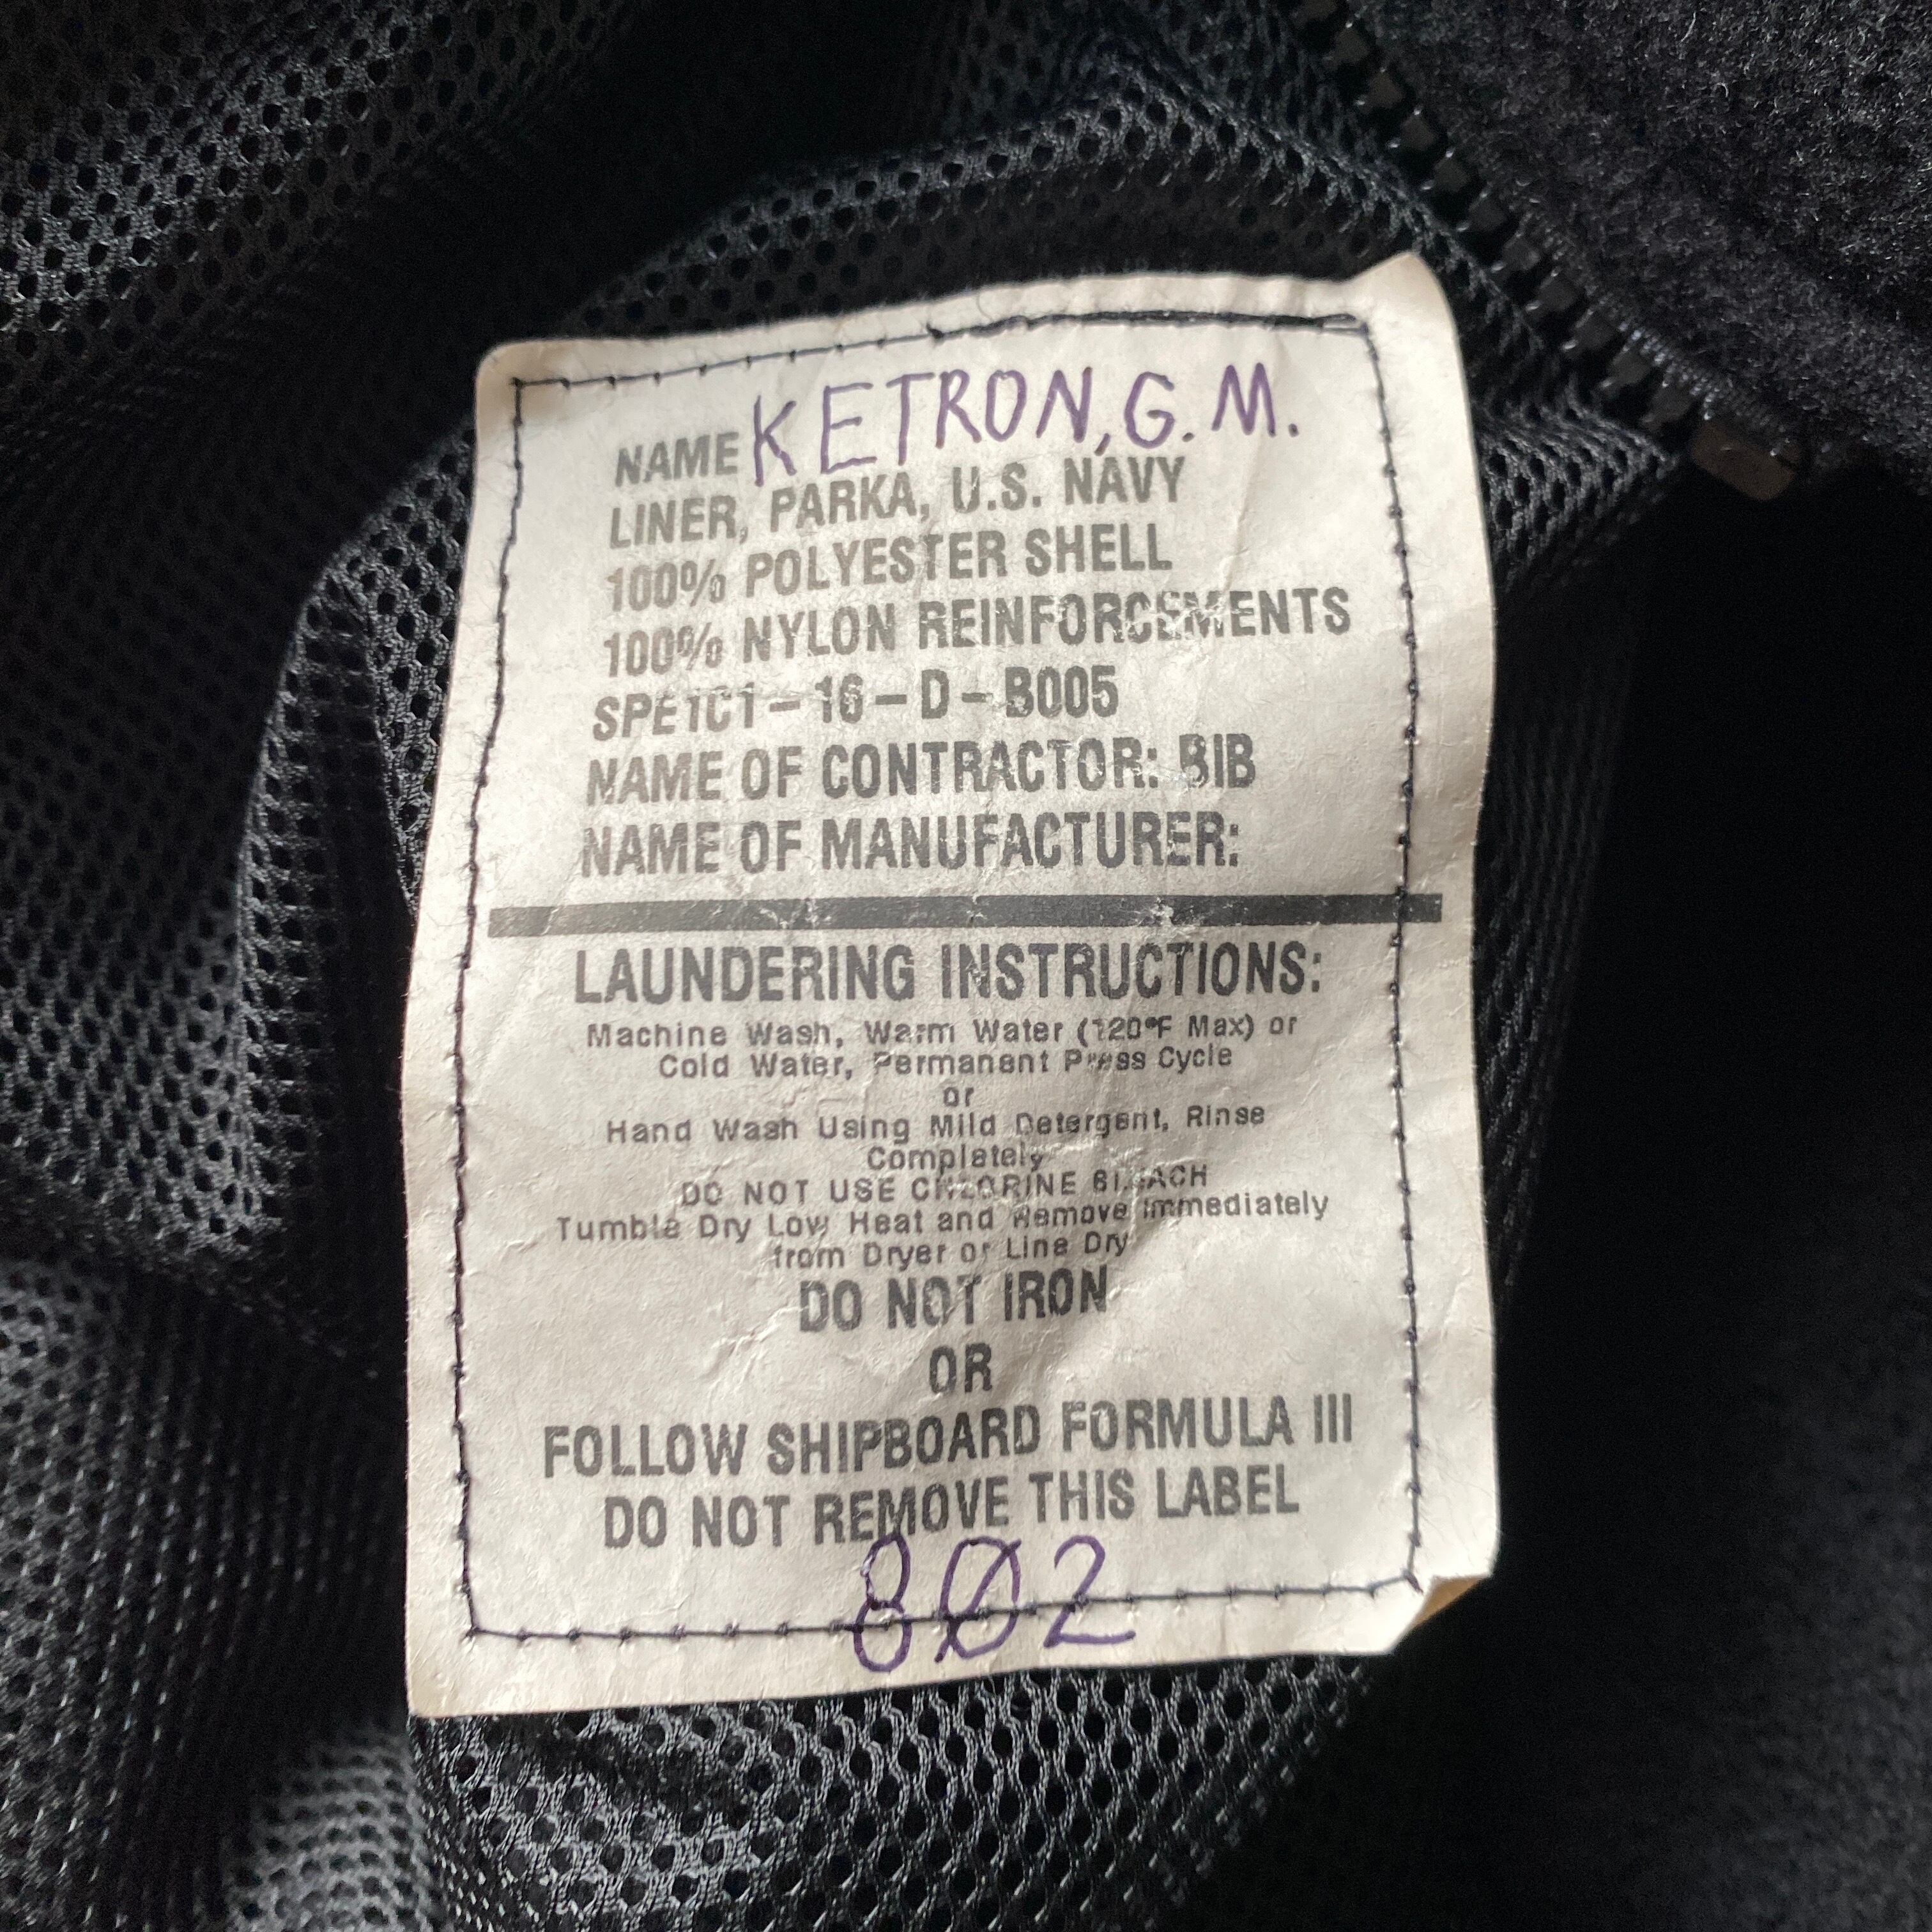 NAME KETRON, G. M.
LINER, PARKA, U.S. NAVY
100% POLYESTER SHELL
100% NYLON REINFORCEMENTS
SPE1C1-16-D-B005
NAME OF CONTRACTOR: BIB
NAME OF MANUFACTURER:
LAUNDERING INSTRUCTIONS:
Machine Wash, Warm Water (120°F Max) or
Cold Water, Permanent Press Cycle
or
Hand Wash Using Mild Detergent, Rinse
Completely
DO NOT USE CHLORINE BLEACH
Tumble Dry Low Heat and Remove Immediately
from Dryer or Line Dry
DO NOT IRON
OR
FOLLOW SHIPBOARD FORMULA III
DO NOT REMOVE THIS LABEL
802